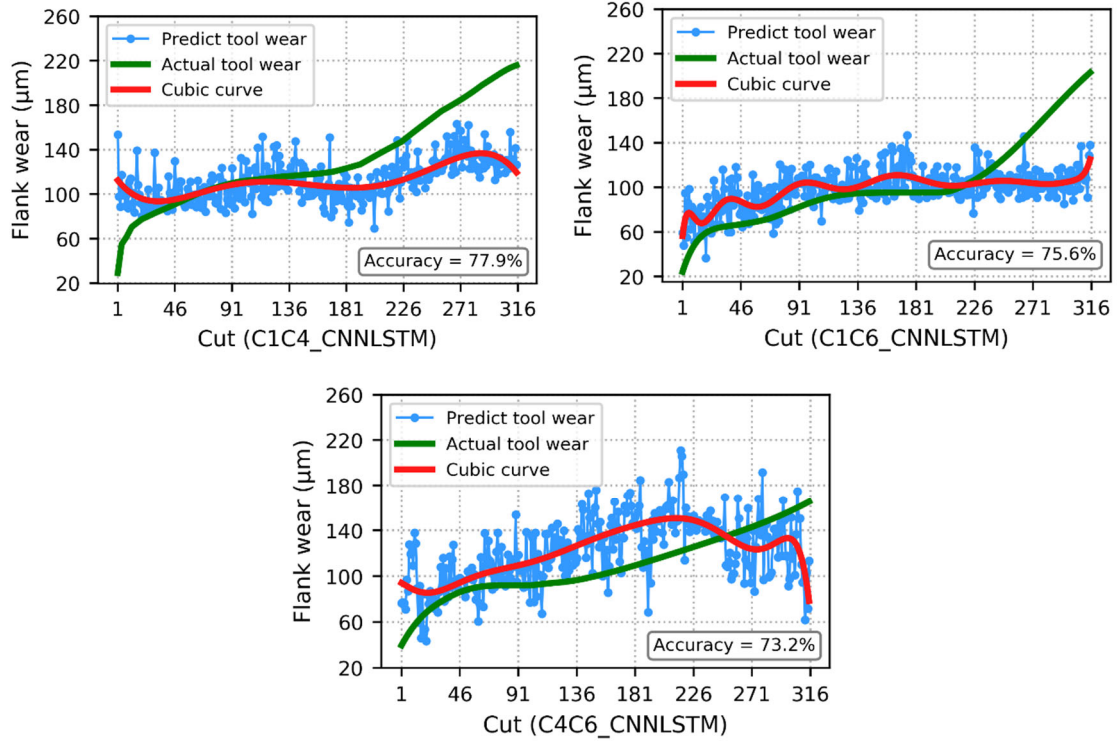 260
220
180
140
100
60
20
Flank wear (μm)
Predict tool wear
Actual tool wear
Cubic curve
Accuracy = 77.9%
1 46 91 136 181 226 271 316
Cut (C1C4_CNNLSTM)
260
220
180
140
100
60
20
Flank wear (μm)
Predict tool wear
Actual tool wear
Cubic curve
Accuracy = 75.6%
1 46 91 136 181 226 271 316
Cut (C1C6_CNNLSTM)
260
220
180
140
100
60
20
Flank wear (μm)
Predict tool wear
Actual tool wear
Cubic curve
Accuracy = 73.2%
1 46 91 136 181 226 271 316
Cut (C4C6_CNNLSTM)